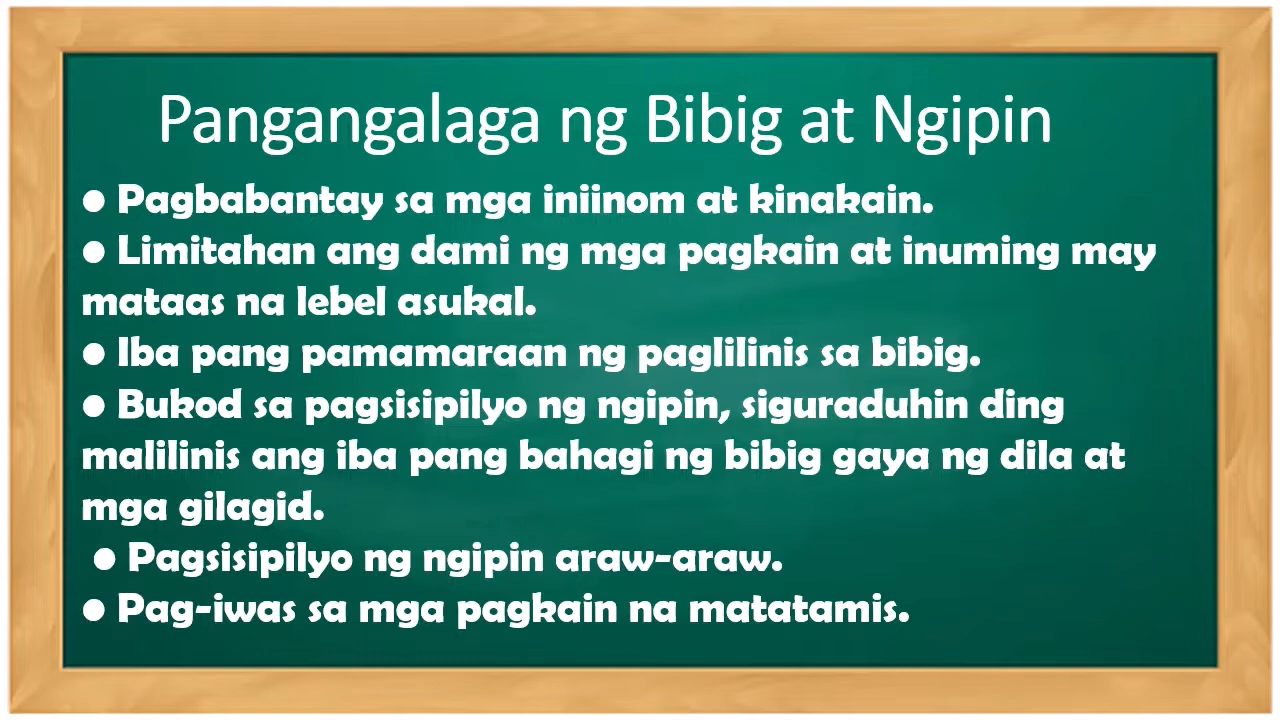 Pangangalaga ng Bibig at Ngipin
● Pagbabantay sa mga iniinom at kinakain.
● Limitahan ang dami ng mga pagkain at inuming may
mataas na lebel asukal.
● Iba pang pamamaraan ng paglilinis sa bibig.
● Bukod sa pagsisipilyo ng ngipin, siguraduhin ding
malilinis ang iba pang bahagi ng bibig gaya ng dila at
mga gilagid.
● Pagsisipilyo ng ngipin araw-araw.
● Pag-iwas sa mga pagkain na matatamis.